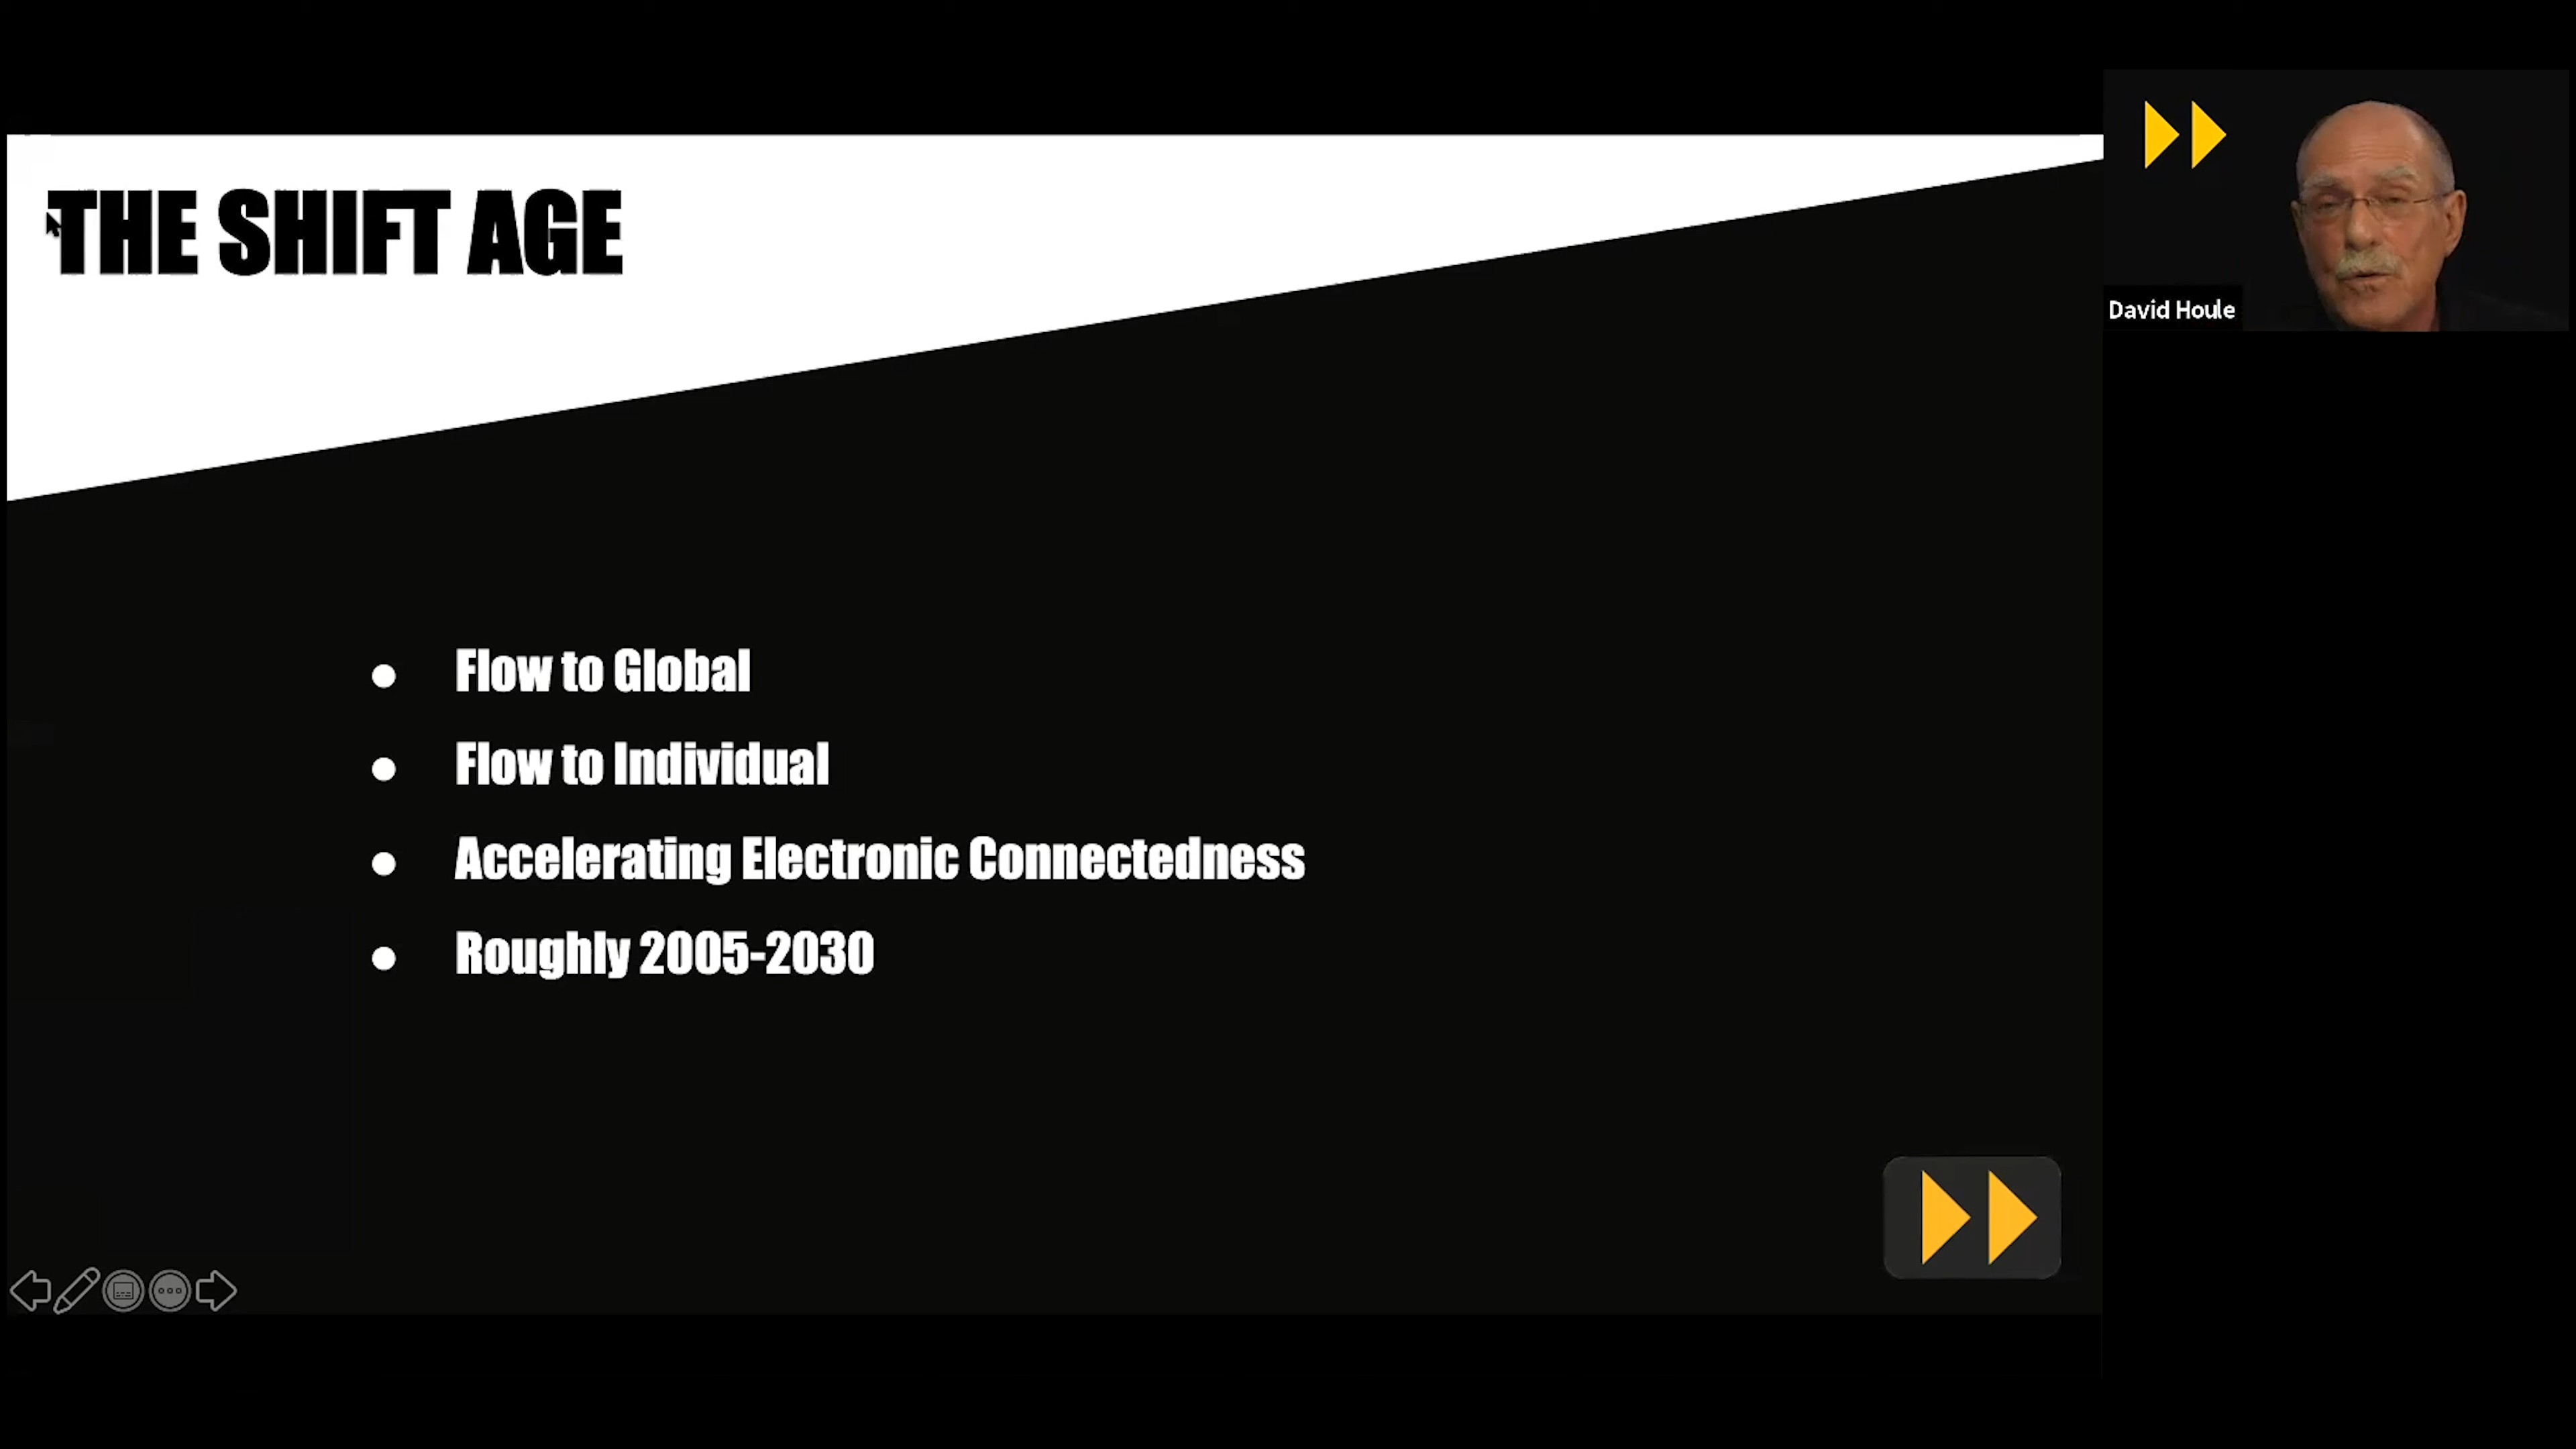 THE SHIFT AGE
David Houle
Flow to Global
Flow to Individual
Accelerating Electronic Connectedness
Roughly 2005-2030